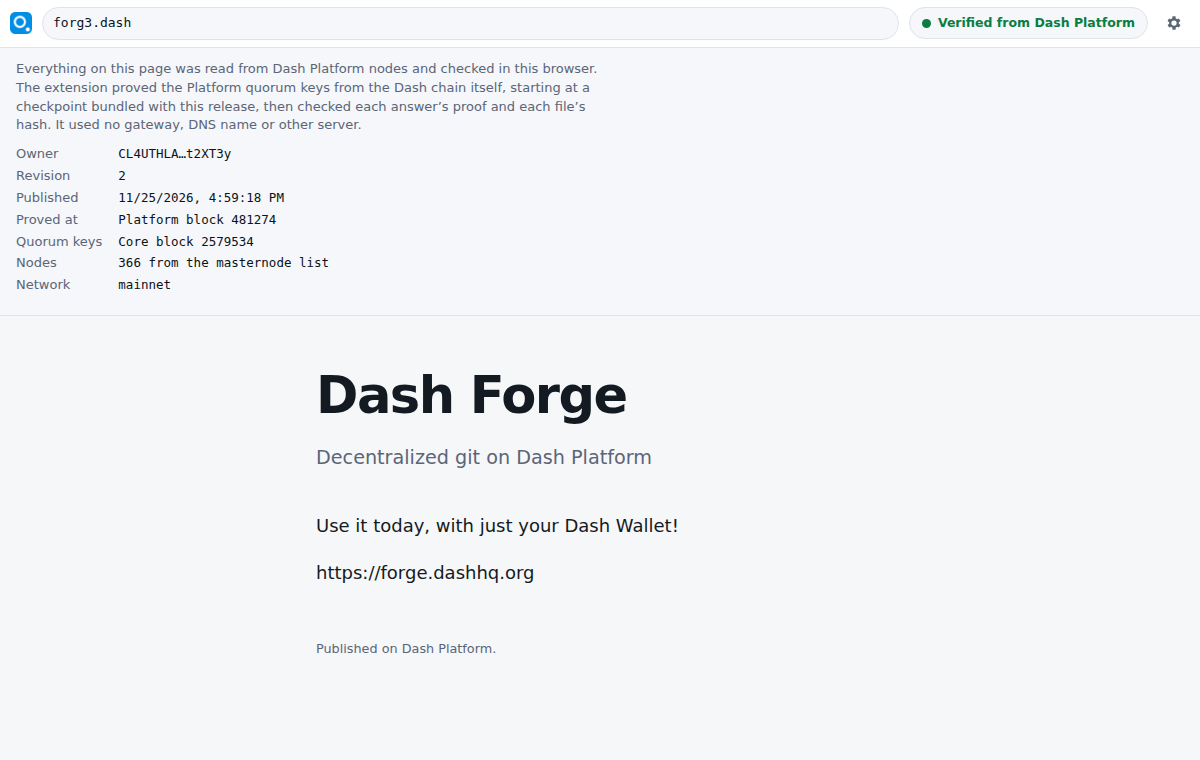 forg3.dash
Verified from Dash Platform
Everything on this page was read from Dash Platform nodes and checked in this browser.
The extension proved the Platform quorum keys from the Dash chain itself, starting at a
checkpoint bundled with this release, then checked each answer’s proof and each file’s
hash. It used no gateway, DNS name or other server.
Owner CL4UTHLA…t2XT3y
Revision 2
Published 11/25/2026, 4:59:18 PM
Proved at Platform block 481274
Quorum keys Core block 2579534
Nodes 366 from the masternode list
Network mainnet
Dash Forge
Decentralized git on Dash Platform
Use it today, with just your Dash Wallet!
https://forge.dashhq.org
Published on Dash Platform.